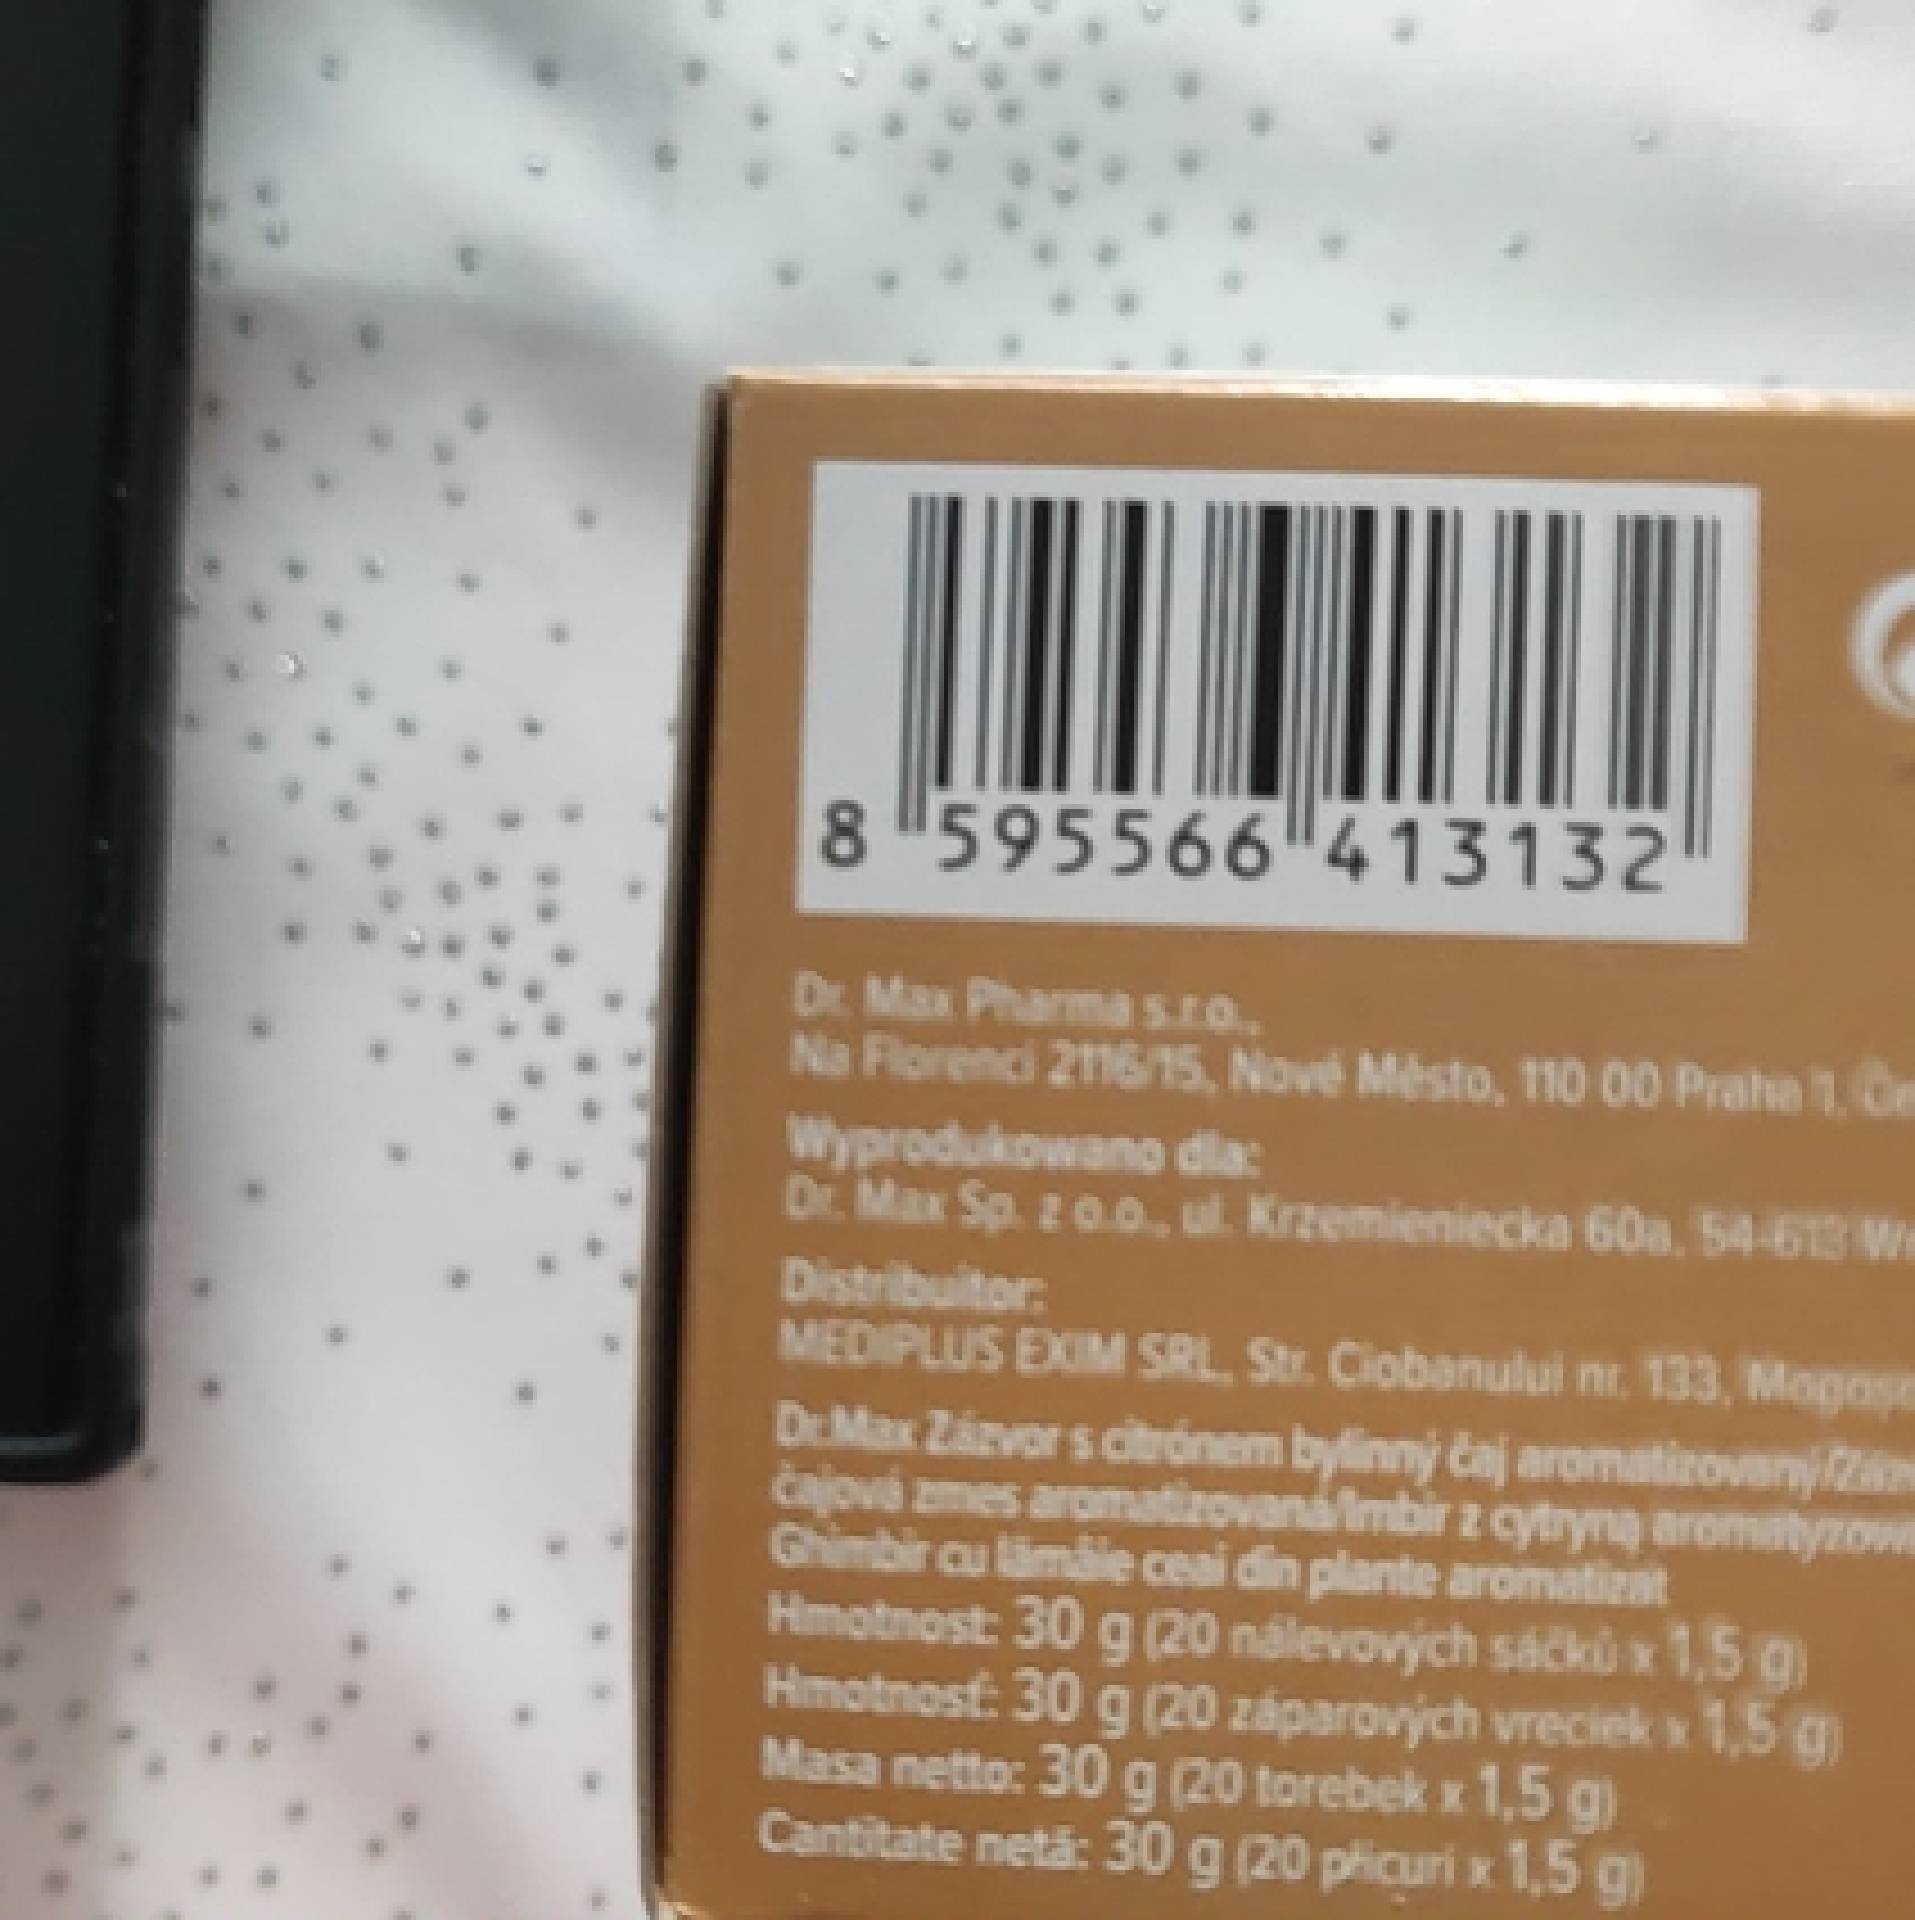 8 595566 413132
Dr. Max Pharma s.r.o.,
Na Florenci 2116/15, Nové Město, 110 00 Praha 1,
Wyprodukowano dla:
Dr. Max Sp. z o.o., ul. Krzemieniecka 60a, 54-613
Distribuitor:
MEDIPLUS EXIM SRL, Str. Ciobanului nr. 133,
Dr.Max Zázvor s citrónem bylinný čaj aromatizovaný/
čajová zmes aromatizovaná/Imbir z cytryną
Ghimbir cu lămâie ceai din plante aromatizat
Hmotnost: 30 g (20 nálevových sáčků x 1,5 g)
Hmotnosť: 30 g (20 záparových vreciek x 1,5 g)
Masa netto: 30 g (20 torebek x 1,5 g)
Cantitate netă: 30 g (20 plicuri x 1,5 g)